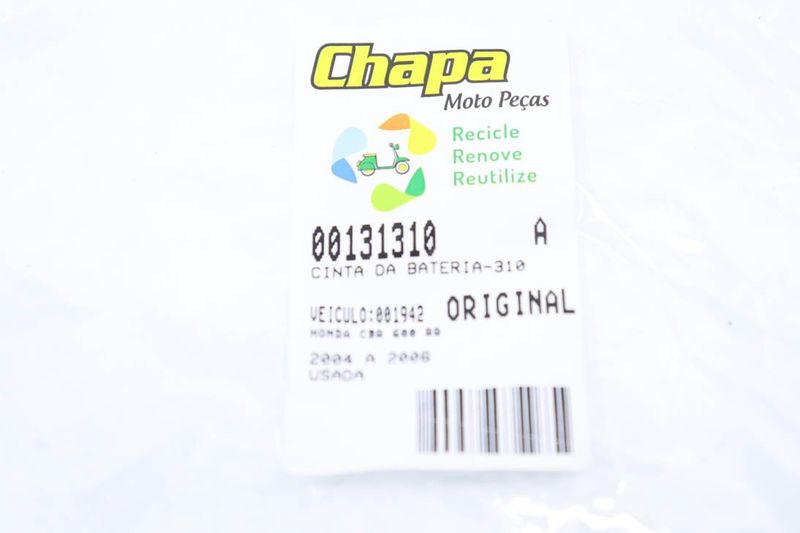 Chapa
Moto Peças
Recicle
Renove
Reutilize
00131310 A
CINTA DA BATERIA-310
VEICULO:001942 ORIGINAL
HONDA CBR 600 RR
2004 A 2006
USADA